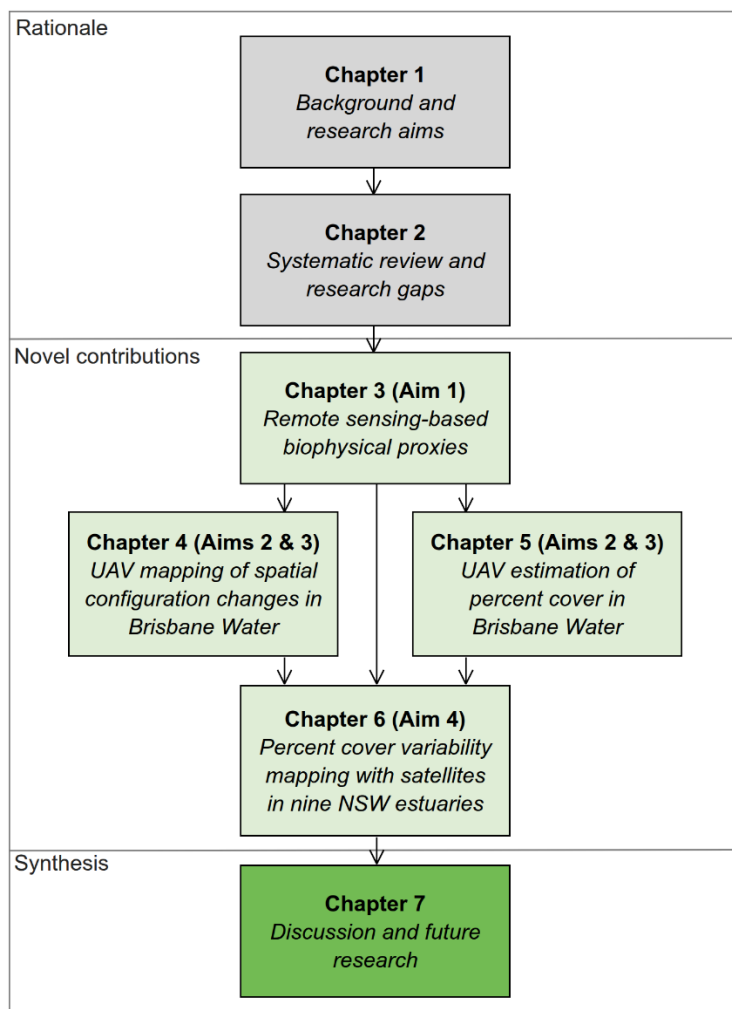 Rationale
Chapter 1
Background and
research aims
Chapter 2
Systematic review and
research gaps
Novel contributions
Chapter 3 (Aim 1)
Remote sensing-based
biophysical proxies
Chapter 4 (Aims 2 & 3)
UAV mapping of spatial
configuration changes in
Brisbane Water
Chapter 5 (Aims 2 & 3)
UAV estimation of
percent cover in
Brisbane Water
Chapter 6 (Aim 4)
Percent cover variability
mapping with satellites
in nine NSW estuaries
Synthesis
Chapter 7
Discussion and future
research